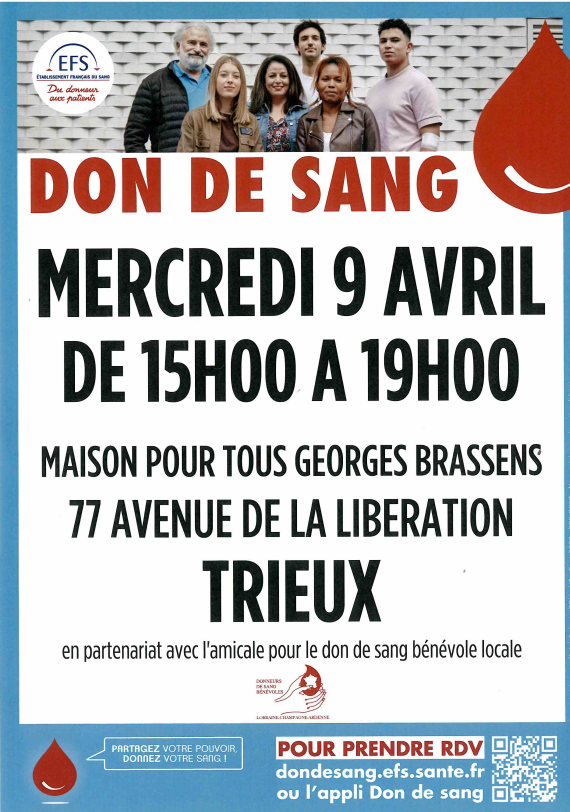 EFS
ÉTABLISSEMENT FRANÇAIS DU SANG
Du donneur
aux patients
DON DE SANG
MERCREDI 9 AVRIL
DE 15H00 A 19H00
MAISON POUR TOUS GEORGES BRASSENS
77 AVENUE DE LA LIBERATION
TRIEUX
en partenariat avec l'amicale pour le don de sang bénévole locale
DONNEURS
DE SANG
BÉNÉVOLES
LORRAINE-CHAMPAGNE-ARDENNE
PARTAGEZ VOTRE POUVOIR,
DONNEZ VOTRE SANG !
POUR PRENDRE RDV
dondesang.efs.sante.fr
ou l'appli Don de sang